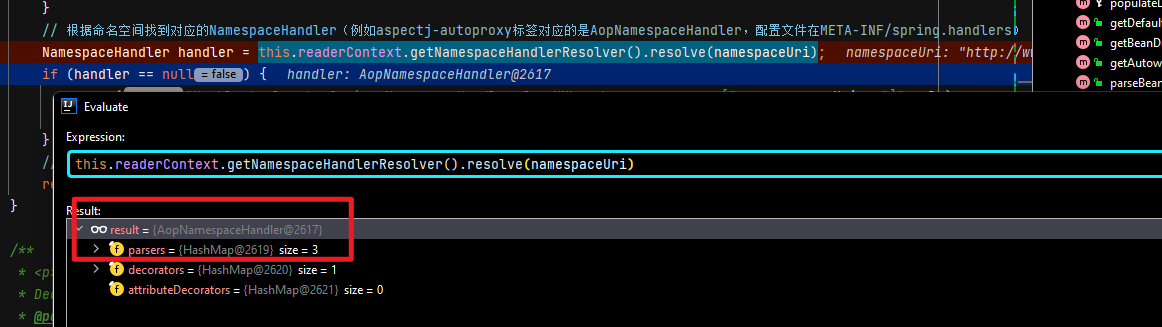 }
populateD
// 根据命名空间找到对应的NamespaceHandler（例如aspectj-autoproxy标签对应的是AopNamespaceHandler，配置文件在META-INF/spring.handlers）
getDefault
NamespaceHandler handler = this.readerContext.getNamespaceHandlerResolver().resolve(namespaceUri); namespaceUri: "http://w
getBeanD
if (handler == null = false ) { handler: AopNamespaceHandler@2617
getAutow
parseBean
Evaluate
Expression:
}
//
this.readerContext.getNamespaceHandlerResolver().resolve(namespaceUri)
re
}
Result:
result = {AopNamespaceHandler@2617}
/**
parsers = {HashMap@2619} size = 3
* <p>
decorators = {HashMap@2620} size = 1
* Dec
attributeDecorators = {HashMap@2621} size = 0
* @pa